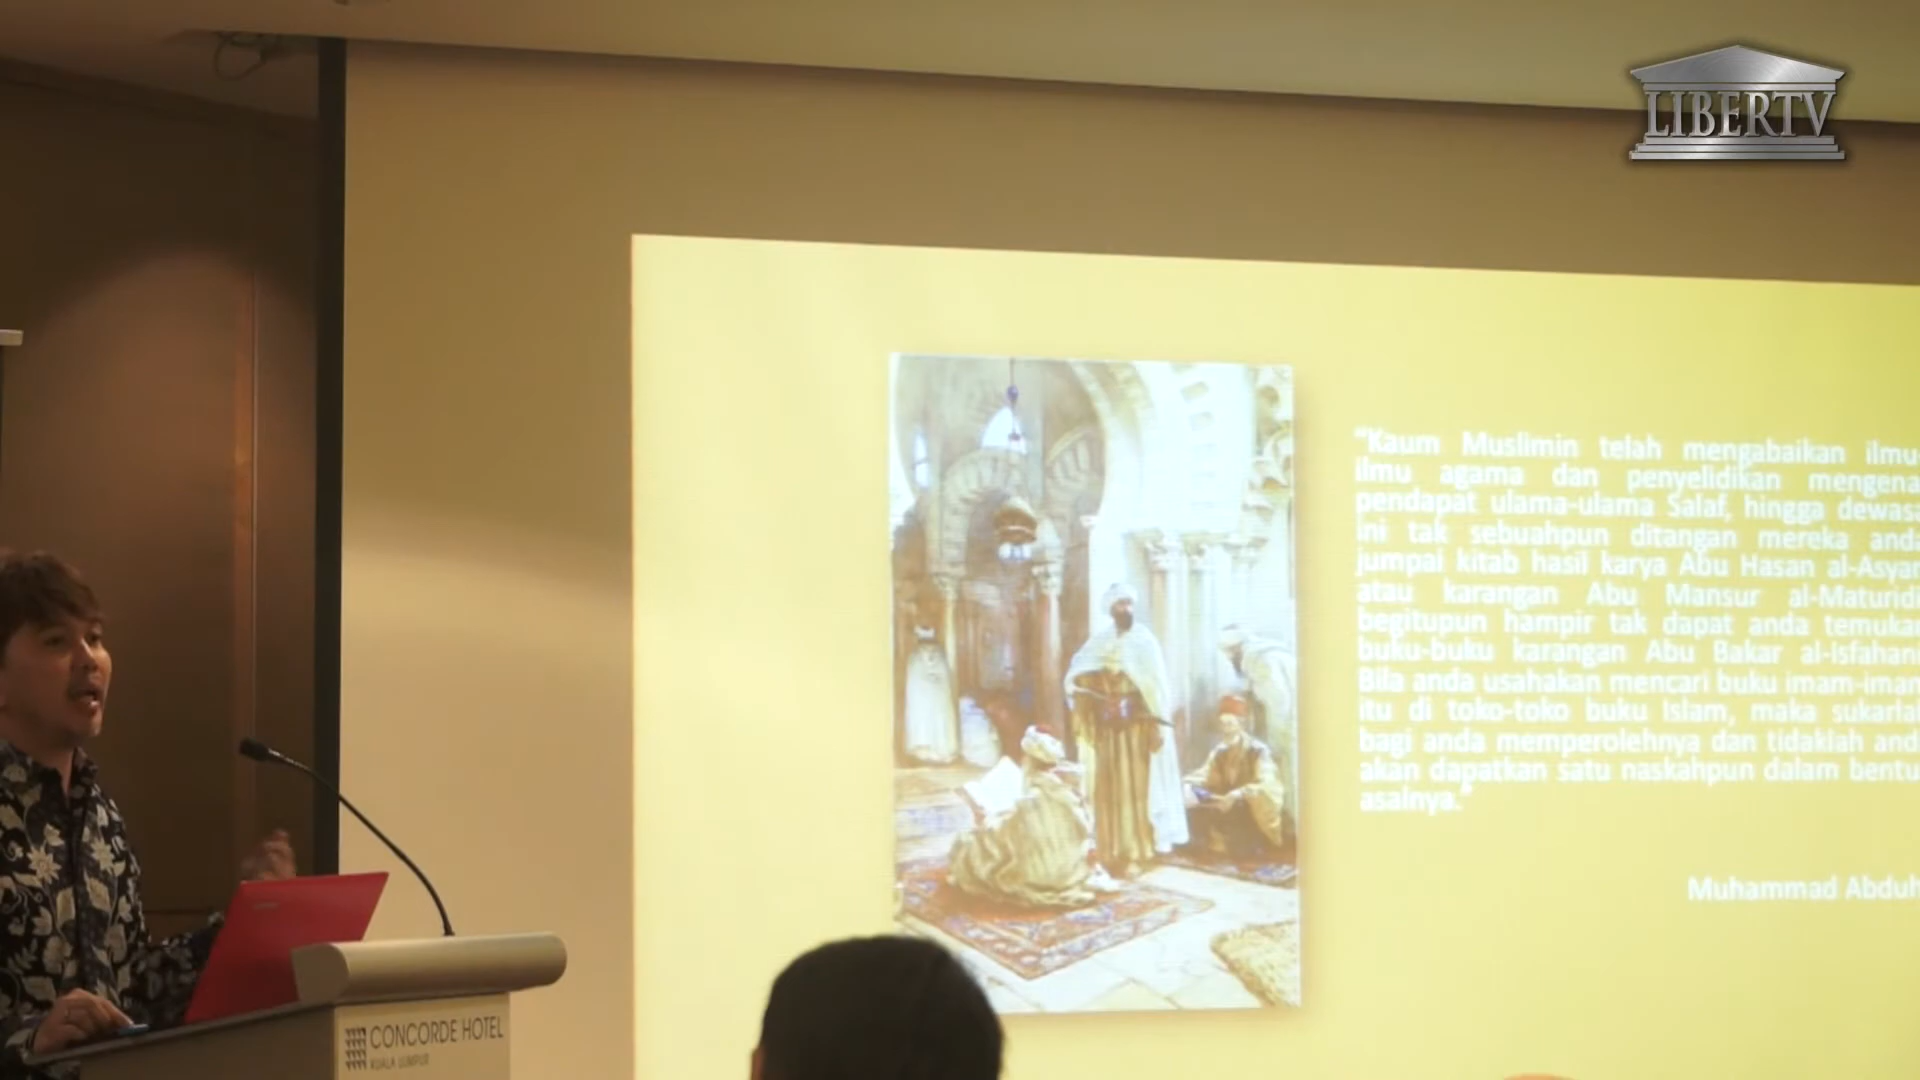 LIBERTV
“Kaum Muslimin telah mengabaikan ilmu-
ilmu agama dan penyelidikan mengena
pendapat ulama-ulama Salaf, hingga dewasa
ini tak sebuahpun ditangan mereka anda
jumpai kitab hasil karya Abu Hasan al-Asyar
atau karangan Abu Mansur al-Maturidi
begitupun hampir tak dapat anda temukan
buku-buku karangan Abu Bakar al-Isfahani
Bila anda usahakan mencari buku imam-imam
itu di toko-toko buku Islam, maka sukarlah
bagi anda memperolehnya dan tidaklah and
akan dapatkan satu naskahpun dalam bentu
asalnya.”
Muhammad Abduh
CONCORDE HOTEL
KUALA LUMPUR